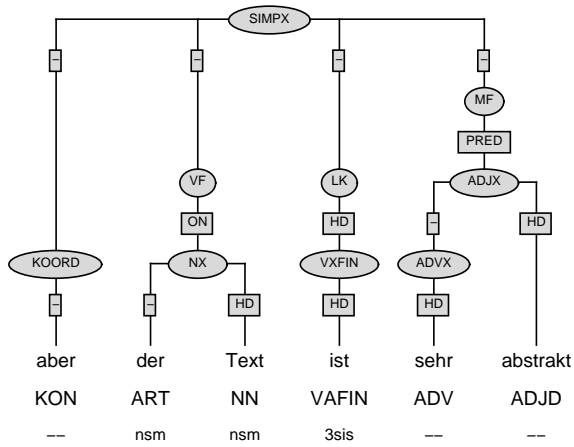 SIMPX
– – – –
MF
PRED
VF LK ADJX
ON HD – HD
KOORD NX VXFIN ADVX
– – HD HD HD
aber der Text ist sehr abstrakt
KON ART NN VAFIN ADV ADJD
–– nsm nsm 3sis –– ––